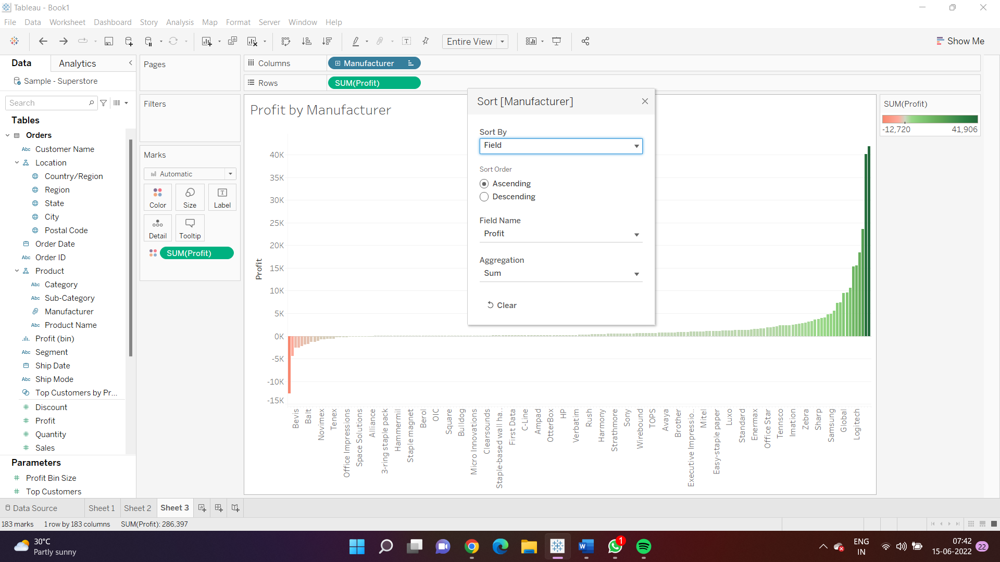 Tableau - Book1
File Data Worksheet Dashboard Story Analysis Map Format Server Window Help
Entire View
Show Me
Data Analytics
Sample - Superstore
Search
Tables
Orders
Abc Customer Name
Location
Country/Region
Region
State
City
Postal Code
Order Date
Abc Order ID
Product
Abc Category
Abc Sub-Category
Manufacturer
Abc Product Name
Profit (bin)
Abc Segment
Ship Date
Abc Ship Mode
Top Customers by Pr...
# Discount
# Profit
# Quantity
# Sales
Parameters
# Profit Bin Size
# Top Customers
Pages
Filters
Marks
Automatic
Color
Size
T
Label
Detail
Tooltip
SUM(Profit)
Columns
Manufacturer
Rows
SUM(Profit)
Profit by Manufacturer
Sort [Manufacturer]
Sort By
Field
Sort Order
Ascending
Descending
Field Name
Profit
Aggregation
Sum
Clear
SUM(Profit)
-12,720 41,906
Profit
40K
35K
30K
25K
20K
15K
10K
5K
0K
-5K
-10K
-15K
Bevis
Balt
Novimex
Tenex
Office Impressions
Space Solutions
Alliance
3-ring staple pack
Hammermil
Staple magnet
Berol
OIC
Square
Bulldog
Micro Innovations
Clearsounds
Staple-based wall ha..
First Data
C-Line
Ampad
OtterBox
HP
Verbatim
Rush
Harmony
Strathmore
Sony
Wirebound
TOPS
Avaya
Brother
Executive Impressio..
Mitel
Easy-staple paper
Luxo
Standard
Enermax
Office Star
Tennsco
Imation
Zebra
Sharp
Samsung
Global
Logitech
Data Source Sheet 1 Sheet 2 Sheet 3
183 marks 1 row by 183 columns SUM(Profit): 286,397
30°C
Partly sunny
W
1
ENG
IN
07:42
15-06-2022
22